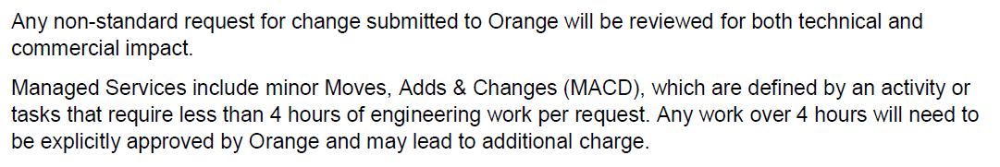 Any non-standard request for change submitted to Orange will be reviewed for both technical and
commercial impact.
Managed Services include minor Moves, Adds & Changes (MACD), which are defined by an activity or
tasks that require less than 4 hours of engineering work per request. Any work over 4 hours will need to
be explicitly approved by Orange and may lead to additional charge.